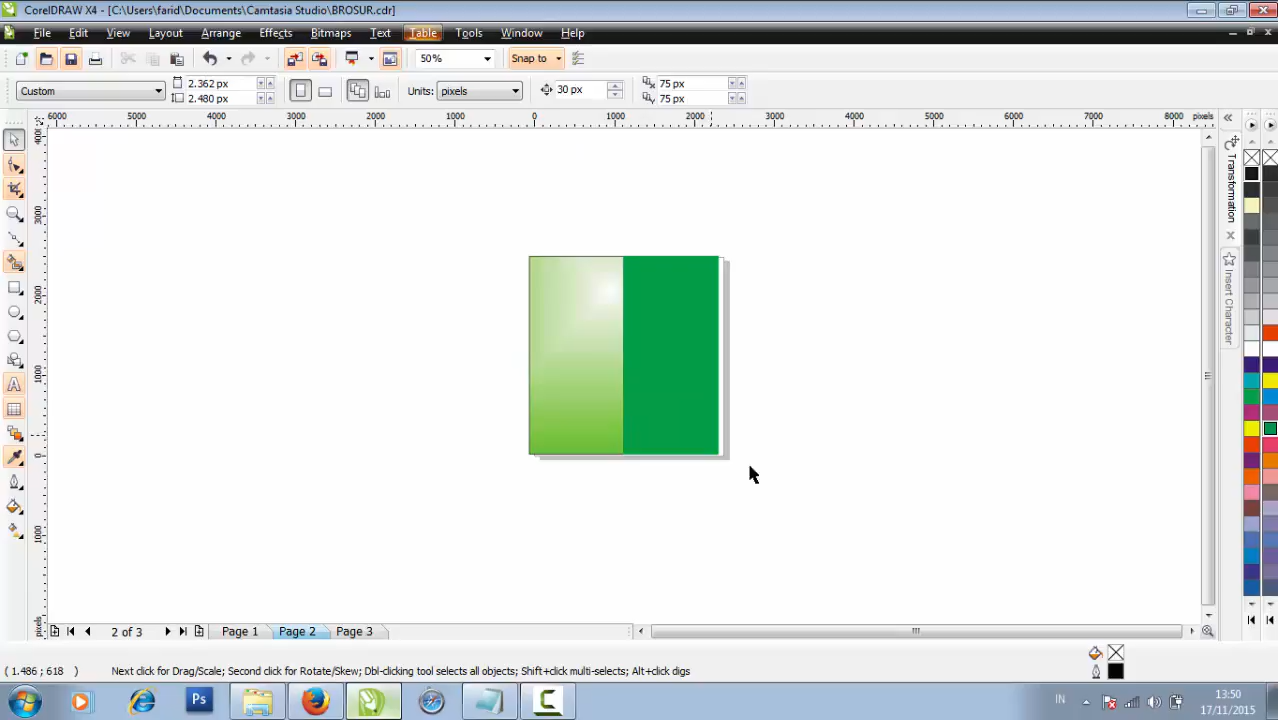 CorelDRAW X4 - [C:\Users\farid\Documents\Camtasia Studio\BROSUR.cdr]
File Edit View Layout Arrange Effects Bitmaps Text Table Tools Window Help
50% Snap to
Custom 2.362 px 2.480 px Units: pixels 30 px 75 px 75 px
6000 5000 4000 3000 2000 1000 0 1000 2000 3000 4000 5000 6000 7000 8000 pixels
4000
3000
2000
1000
0
1000
pixels
Transformation
Insert Character
2 of 3 Page 1 Page 2 Page 3
( 1.486 ; 618 ) Next click for Drag/Scale; Second click for Rotate/Skew; Dbl-clicking tool selects all objects; Shift+click multi-selects; Alt+click digs
Ps
IN
13:50
17/11/2015